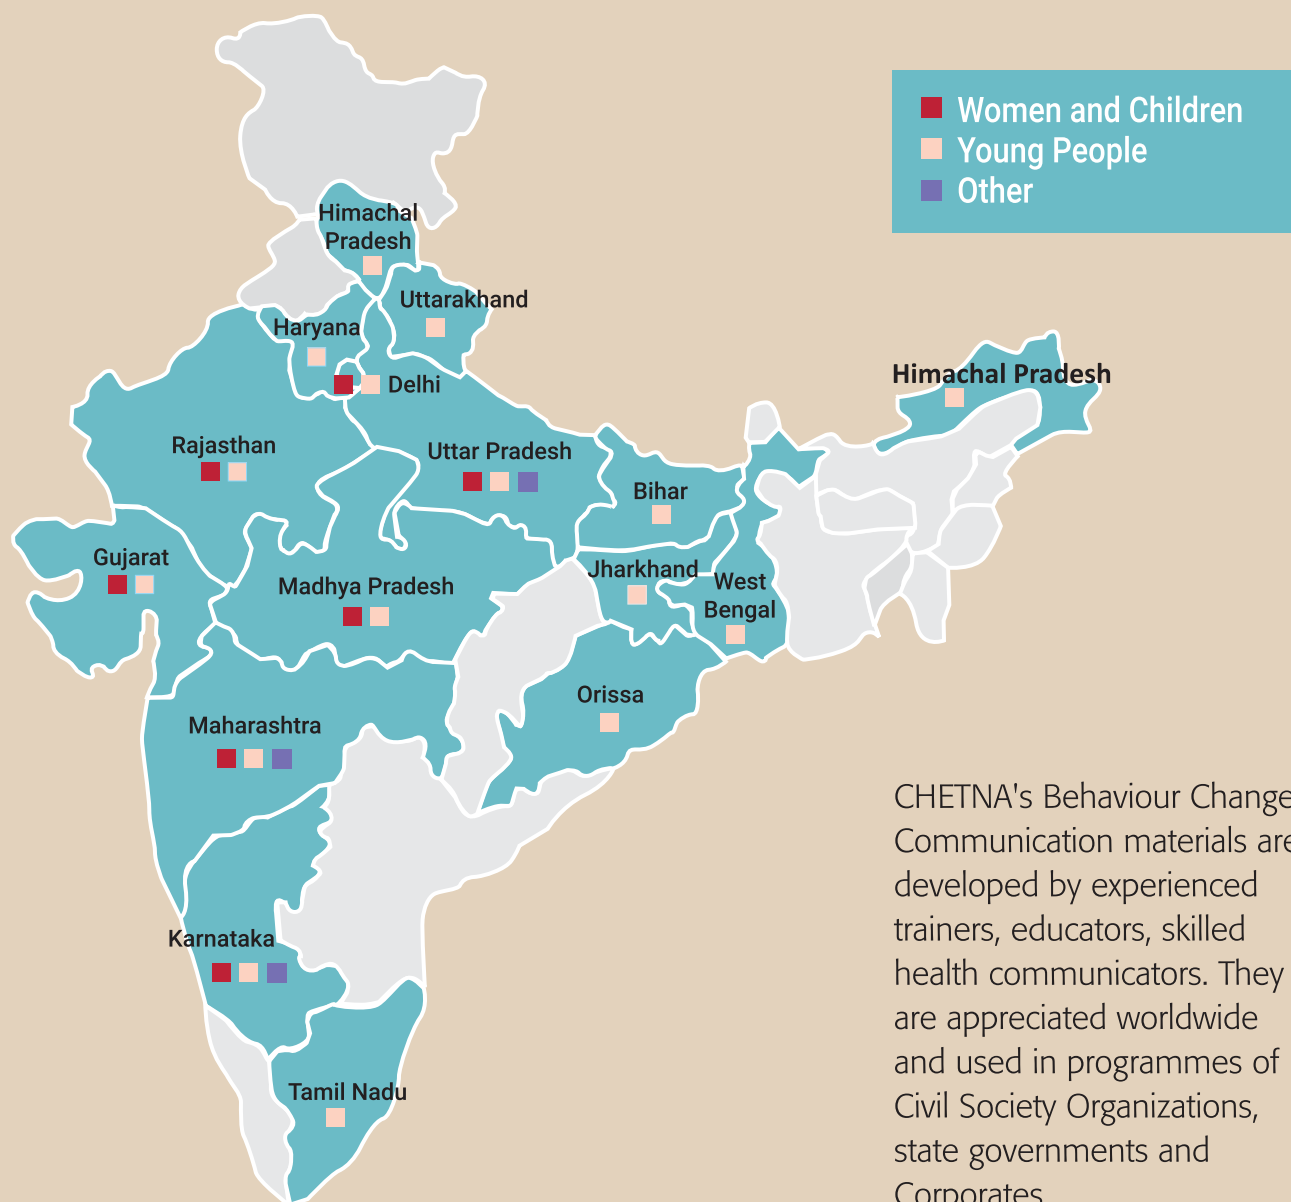 Women and Children
Young People
Other
Himachal
Pradesh
Uttarakhand
Haryana
Delhi
Himachal Pradesh
Rajasthan
Uttar Pradesh
Bihar
Gujarat
Madhya Pradesh
Jharkhand
West
Bengal
Orissa
Maharashtra
Karnataka
Tamil Nadu
CHETNA's Behaviour Change
Communication materials are
developed by experienced
trainers, educators, skilled
health communicators. They
are appreciated worldwide
and used in programmes of
Civil Society Organizations,
state governments and
Corporates